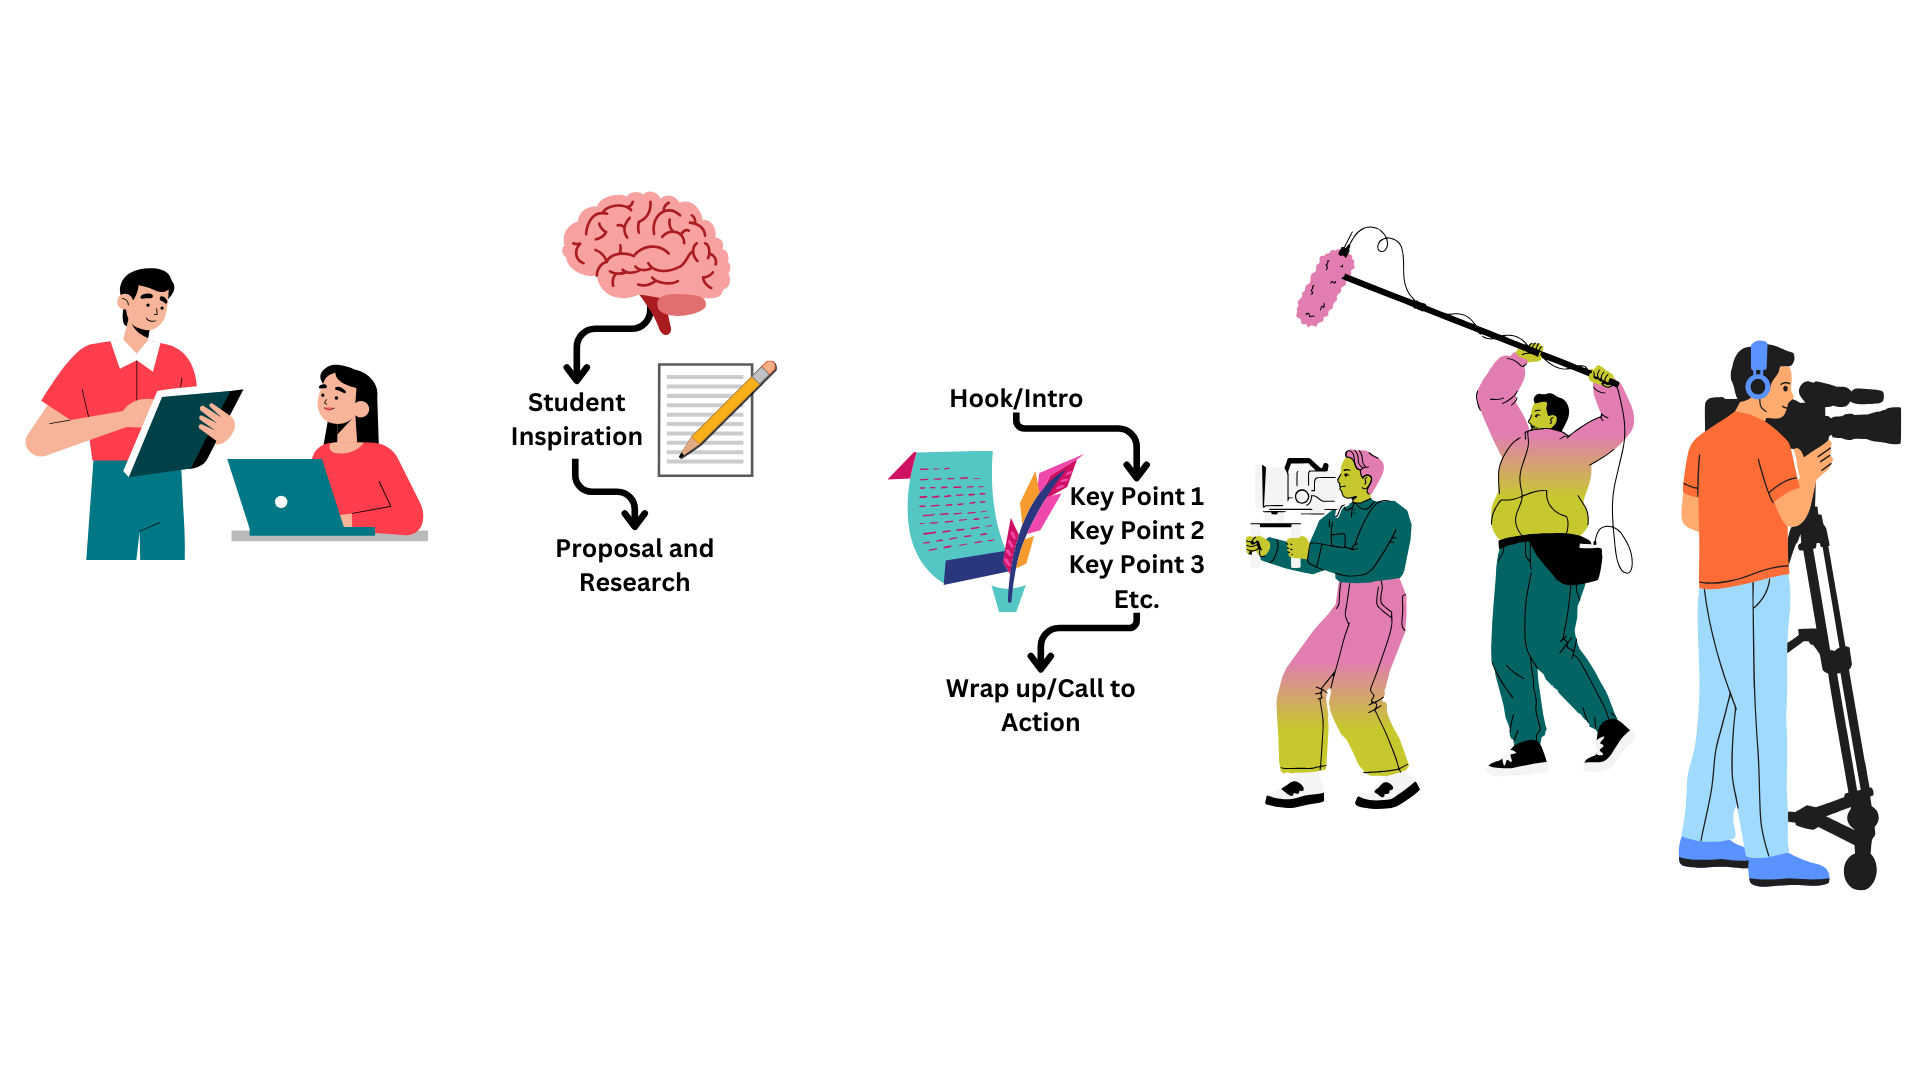 Student
Inspiration
Proposal and
Research
Hook/Intro
Key Point 1
Key Point 2
Key Point 3
Etc.
Wrap up/Call to
Action